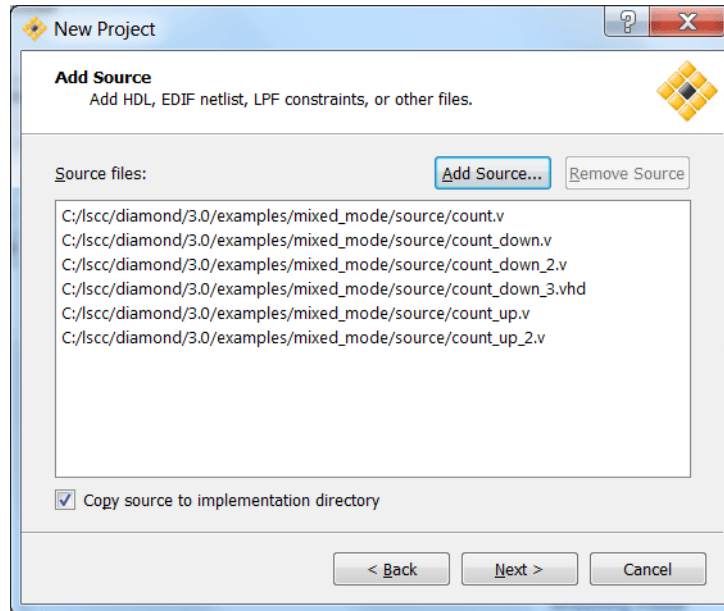 New Project
Add Source
Add HDL, EDIF netlist, LPF constraints, or other files.
Source files:
Add Source...
Remove Source
C:/lscc/diamond/3.0/examples/mixed_mode/source/count.v
C:/lscc/diamond/3.0/examples/mixed_mode/source/count_down.v
C:/lscc/diamond/3.0/examples/mixed_mode/source/count_down_2.v
C:/lscc/diamond/3.0/examples/mixed_mode/source/count_down_3.vhd
C:/lscc/diamond/3.0/examples/mixed_mode/source/count_up.v
C:/lscc/diamond/3.0/examples/mixed_mode/source/count_up_2.v
Copy source to implementation directory
< Back
Next >
Cancel